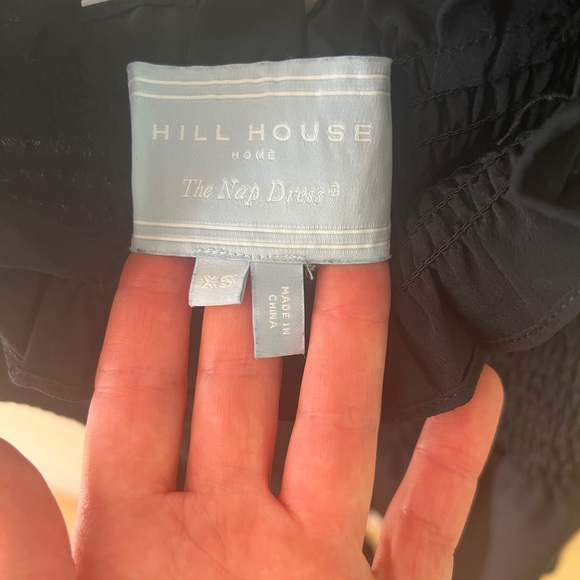 HILL HOUSE
HOME
The Nap Dress®
XS
MADE IN
CHINA